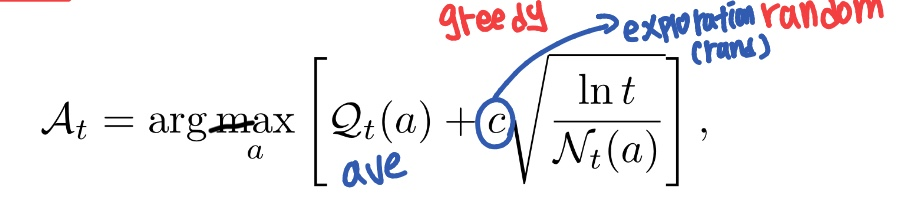 greedy exploration random
(rand)
A_t = arg max_a [ Q_t(a) + c √( ln t / N_t(a) ) ] ,
ave